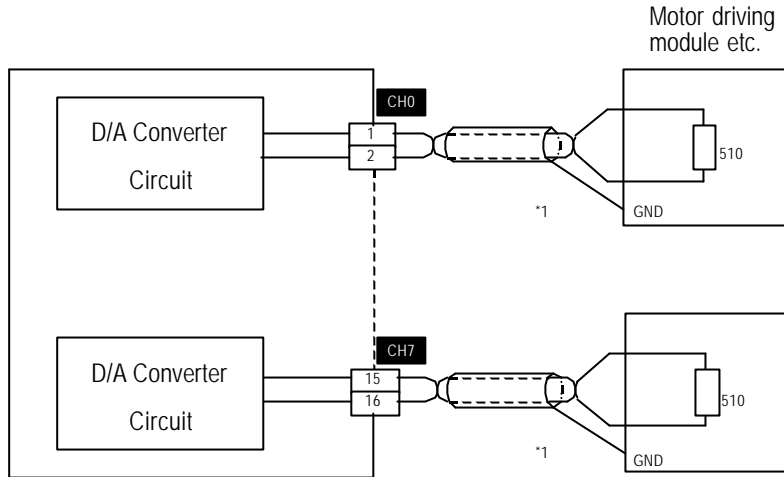 Motor driving
module etc.
CH0
D/A Converter
Circuit
1
2
510
*1
GND
CH7
D/A Converter
Circuit
15
16
510
*1
GND